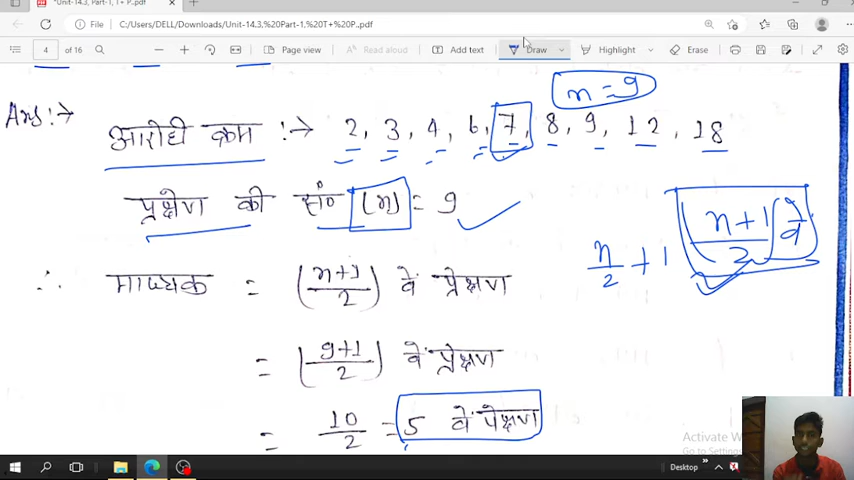 "Unit-14.3, Part-1, T+ P
File C:/Users/DELL/Downloads/Unit-14.3,%20Part-1.%20T+%20P..pdf
4 of 16 Page view Read aloud Add text Draw Highlight Erase
n = 9
Ans :→ आरोही क्रम :→ 2, 3, 4, 6, 7, 8, 9, 12, 18
प्रेक्षण की सं० (n) = 9
n/2 + 1 (n+1/2)
∴ माध्यक = (n+1/2) वें प्रेक्षण
= (9+1/2) वें प्रेक्षण
= 10/2 = 5 वें प्रेक्षण
Activate W
Go to Setting
Desktop